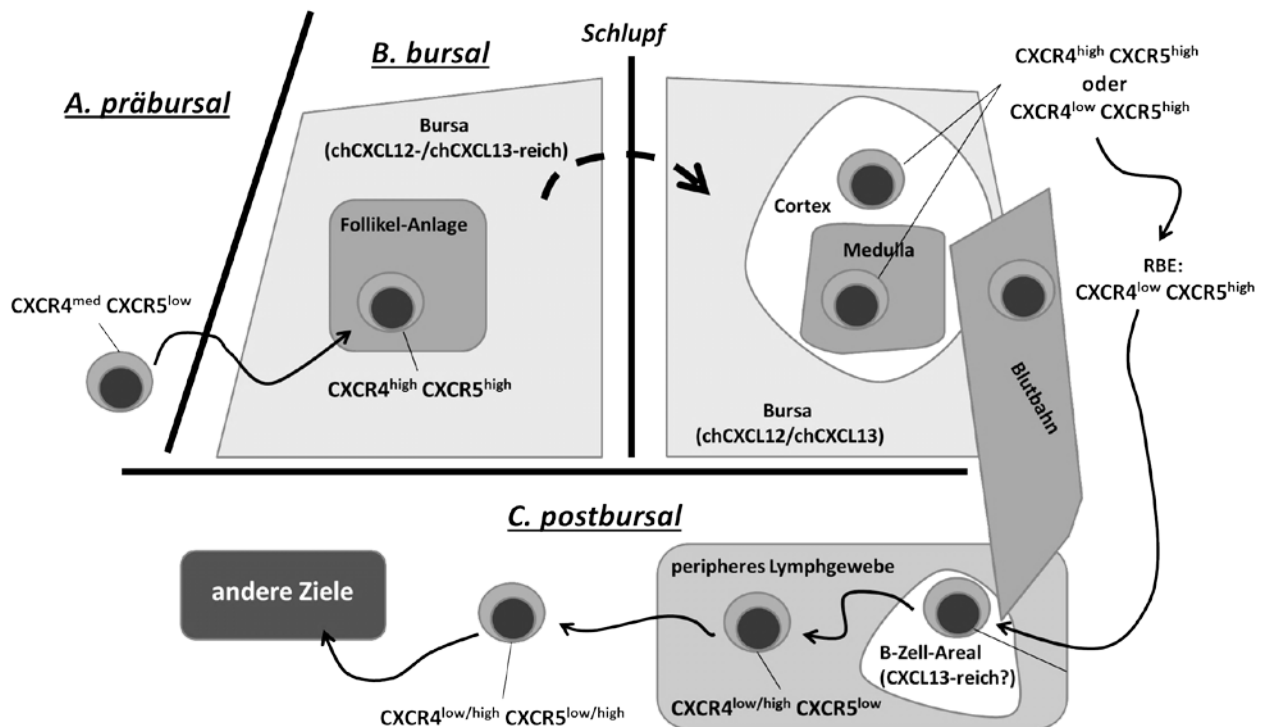 Schlupf
B. bursal
A. präbursal
Bursa
(chCXCL12-/chCXCL13-reich)
Follikel-Anlage
CXCR4med CXCR5low
CXCR4high CXCR5high
CXCR4high CXCR5high
oder
CXCR4low CXCR5high
Cortex
Medulla
RBE:
CXCR4low CXCR5high
Blutbahn
Bursa
(chCXCL12/chCXCL13)
C. postbursal
andere Ziele
peripheres Lymphgewebe
B-Zell-Areal
(CXCL13-reich?)
CXCR4low/high CXCR5low
CXCR4low/high CXCR5low/high